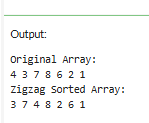 Output:
Original Array:
4 3 7 8 6 2 1
Zigzag Sorted Array:
3 7 4 8 2 6 1